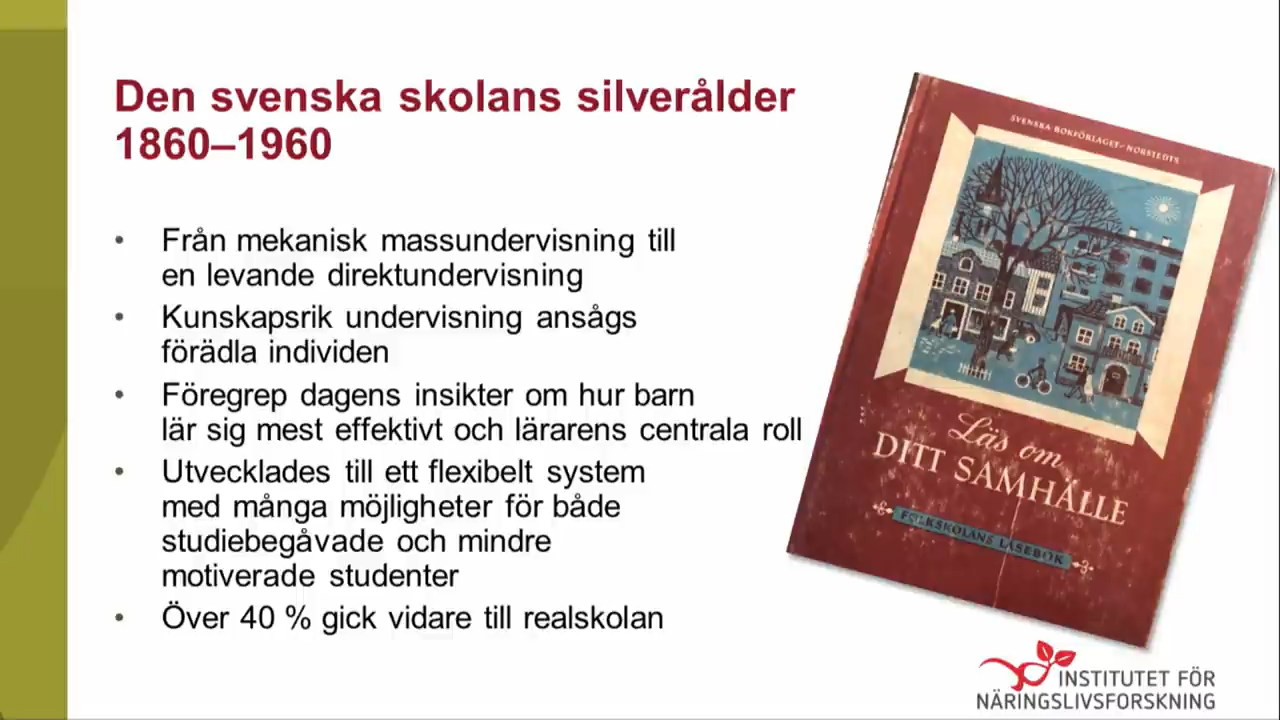 Den svenska skolans silverålder
1860–1960
• Från mekanisk massundervisning till
en levande direktundervisning
• Kunskapsrik undervisning ansågs
förädla individen
• Föregrep dagens insikter om hur barn
lär sig mest effektivt och lärarens centrala roll
• Utvecklades till ett flexibelt system
med många möjligheter för både
studiebegåvade och mindre
motiverade studenter
• Över 40 % gick vidare till realskolan
SVENSKA BOKFÖRLAGET NORSTEDTS
Läs om
DITT SAMHÄLLE
FOLKSKOLANS LÄSEBOK
INSTITUTET FÖR
NÄRINGSLIVSFORSKNING